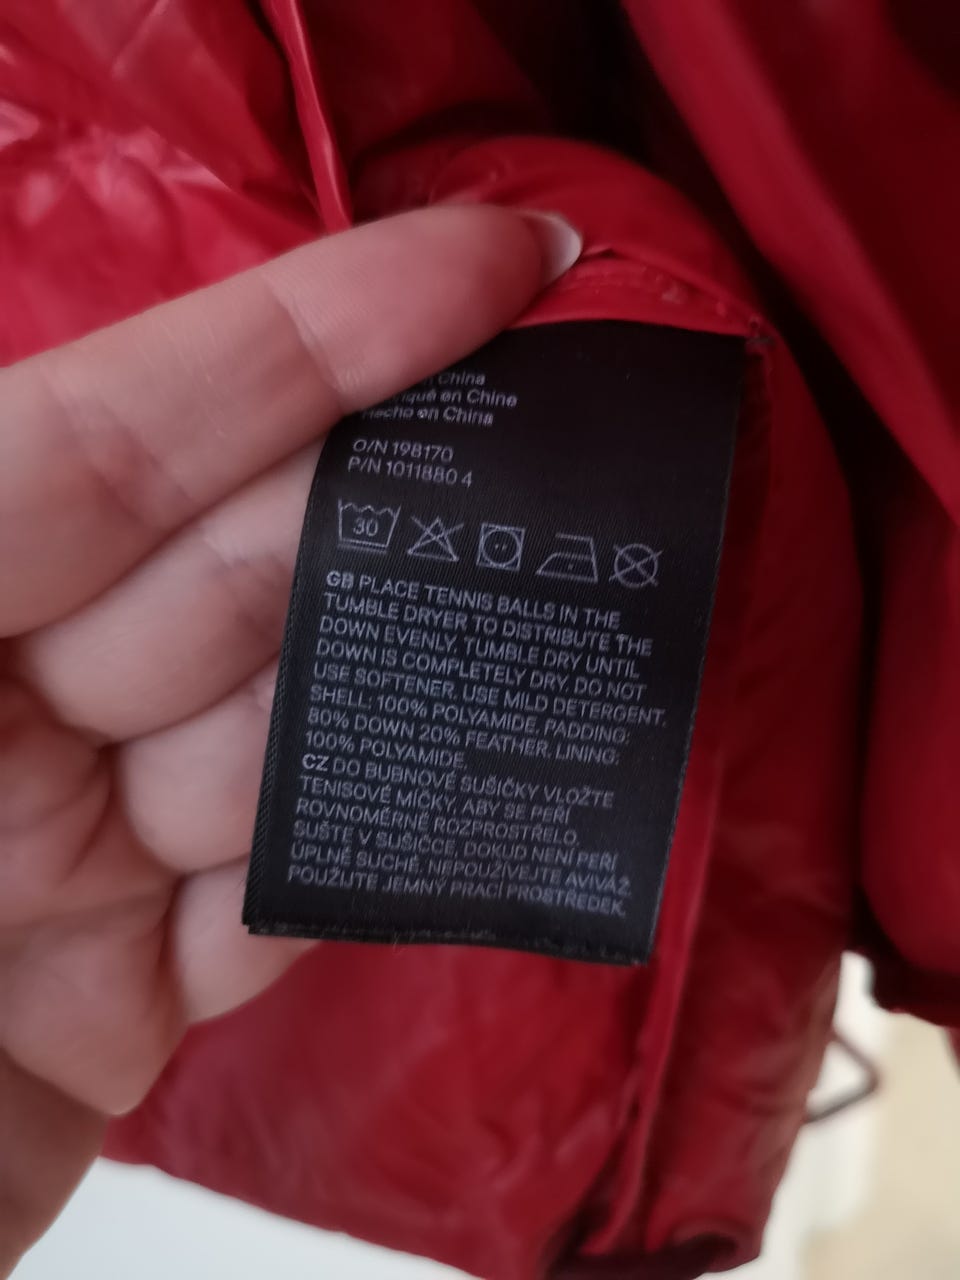 China
en Chine
Hecho en China
O/N 198170
P/N 1011880 4
30
GB PLACE TENNIS BALLS IN THE
TUMBLE DRYER TO DISTRIBUTE THE
DOWN EVENLY. TUMBLE DRY UNTIL
DOWN IS COMPLETELY DRY. DO NOT
USE SOFTENER. USE MILD DETERGENT.
SHELL: 100% POLYAMIDE. PADDING:
80% DOWN 20% FEATHER. LINING:
100% POLYAMIDE.
CZ DO BUBNOVÉ SUŠIČKY VLOŽTE
TENISOVÉ MÍČKY, ABY SE PEŘÍ
ROVNOMĚRNĚ ROZPROSTŘELO.
SUŠTE V SUŠIČCE, DOKUD NENÍ PEŘÍ
ÚPLNĚ SUCHÉ. NEPOUŽÍVEJTE AVIVÁŽ.
POUŽIJTE JEMNÝ PRACÍ PROSTŘEDEK.